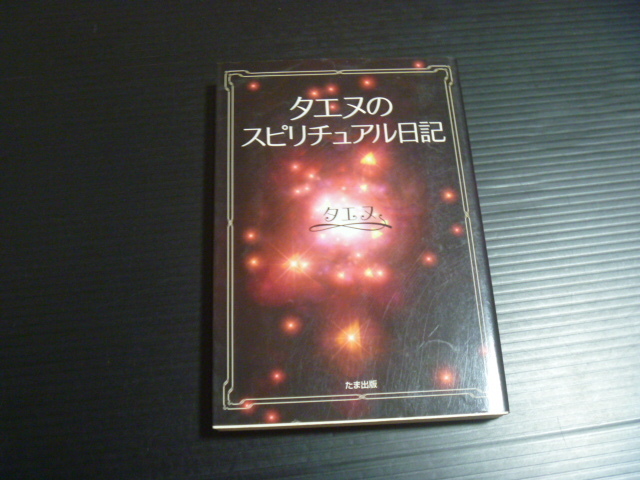 タエヌの
スピリチュアル日記
タエヌ
たま出版